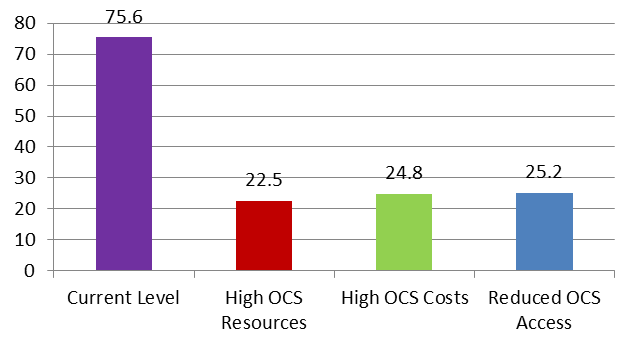 80
70
60
50
40
30
20
10
0
75.6
22.5
24.8
25.2
Current Level
High OCS
Resources
High OCS Costs
Reduced OCS
Access